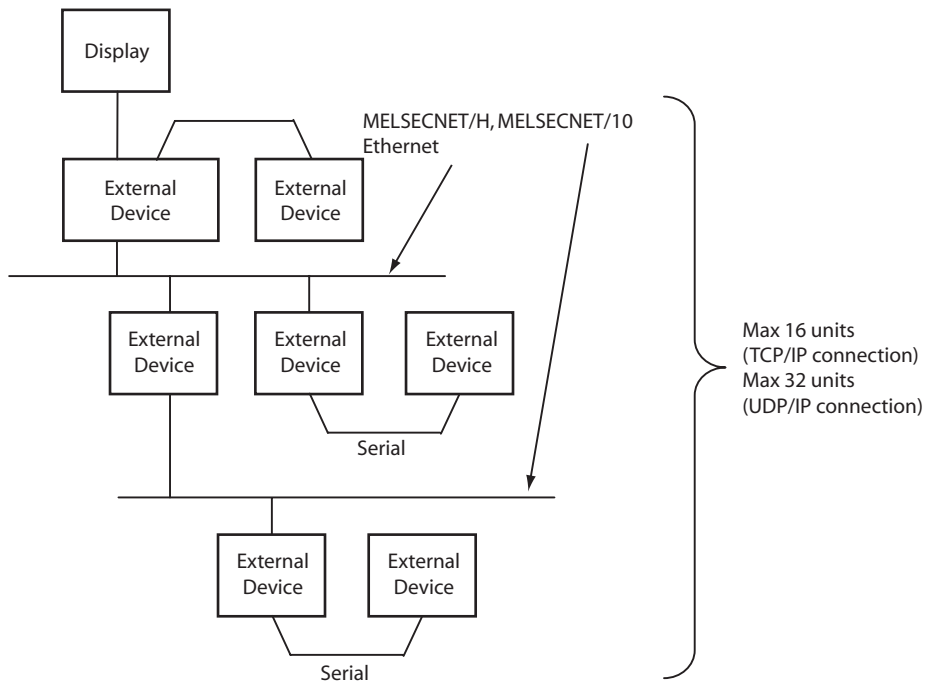 Display
MELSECNET/H, MELSECNET/10
Ethernet
External
Device
External
Device
External
Device
External
Device
External
Device
Serial
Max 16 units
(TCP/IP connection)
Max 32 units
(UDP/IP connection)
External
Device
External
Device
Serial